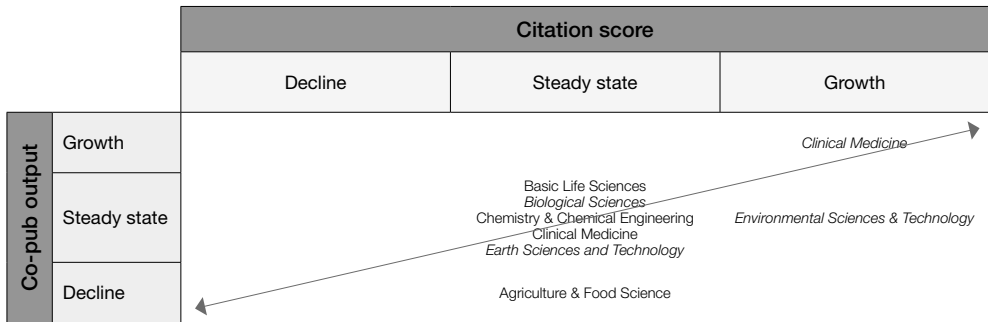 Citation score
Decline
Steady state
Growth
Co-pub output
Growth
Clinical Medicine
Steady state
Basic Life Sciences
Biological Sciences
Chemistry & Chemical Engineering
Clinical Medicine
Earth Sciences and Technology
Environmental Sciences & Technology
Decline
Agriculture & Food Science